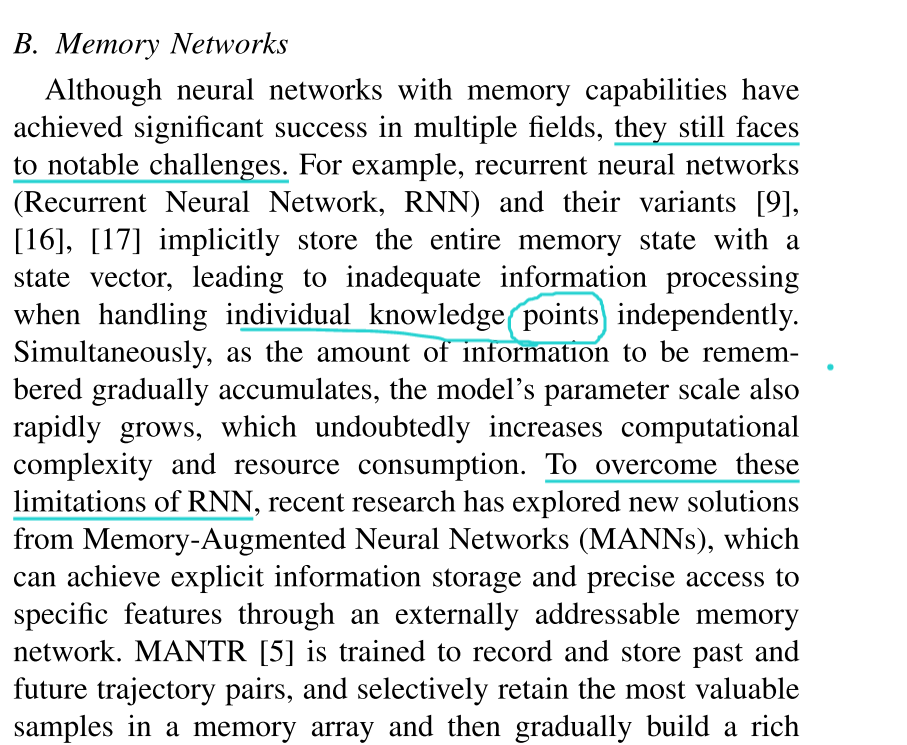 B. Memory Networks
Although neural networks with memory capabilities have
achieved significant success in multiple fields, they still faces
to notable challenges. For example, recurrent neural networks
(Recurrent Neural Network, RNN) and their variants [9],
[16], [17] implicitly store the entire memory state with a
state vector, leading to inadequate information processing
when handling individual knowledge points independently.
Simultaneously, as the amount of information to be remem-
bered gradually accumulates, the model's parameter scale also
rapidly grows, which undoubtedly increases computational
complexity and resource consumption. To overcome these
limitations of RNN, recent research has explored new solutions
from Memory-Augmented Neural Networks (MANNs), which
can achieve explicit information storage and precise access to
specific features through an externally addressable memory
network. MANTR [5] is trained to record and store past and
future trajectory pairs, and selectively retain the most valuable
samples in a memory array and then gradually build a rich